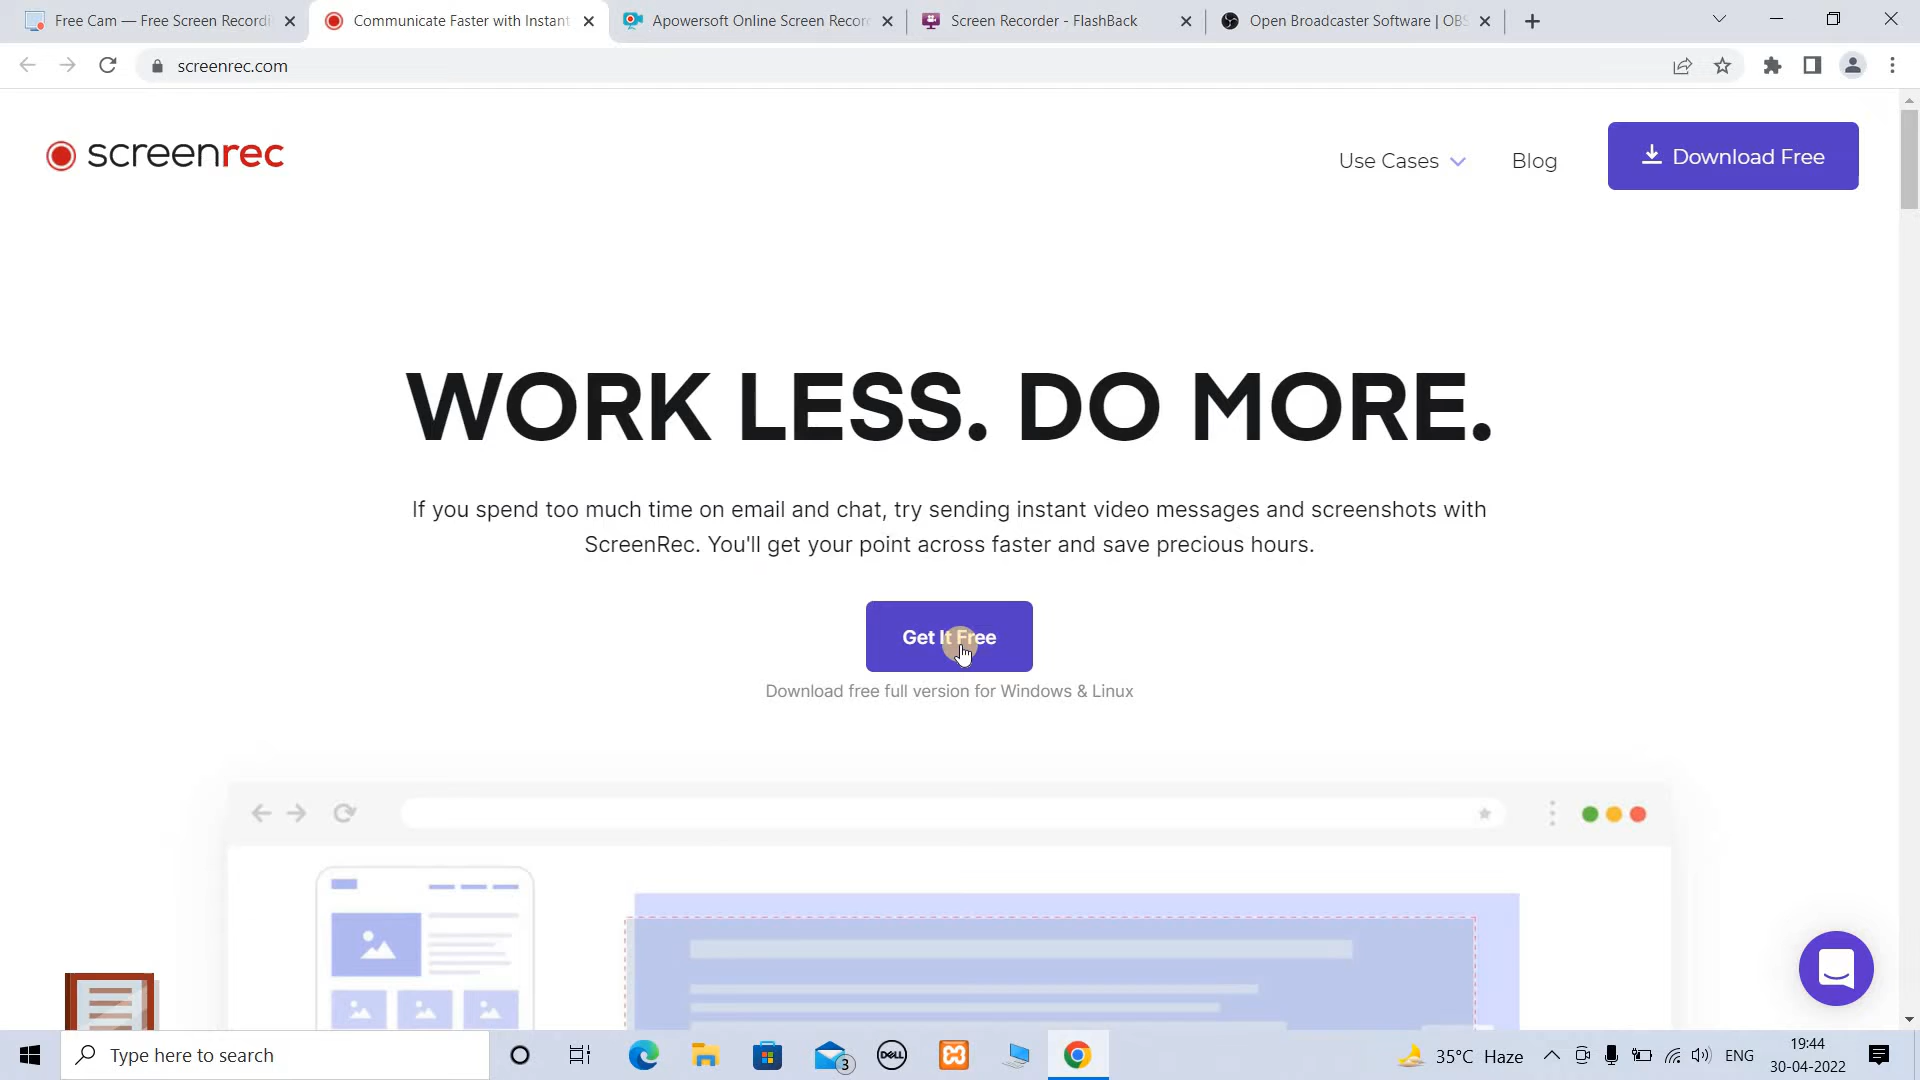 Free Cam — Free Screen Recordi
Communicate Faster with Instant
Apowersoft Online Screen Recor
Screen Recorder - FlashBack
Open Broadcaster Software | OBS
screenrec.com
screenrec
Use Cases
Blog
Download Free
WORK LESS. DO MORE.
If you spend too much time on email and chat, try sending instant video messages and screenshots with
ScreenRec. You'll get your point across faster and save precious hours.
Get It Free
Download free full version for Windows & Linux
Type here to search
3
DELL
35°C Haze
ENG
19:44
30-04-2022